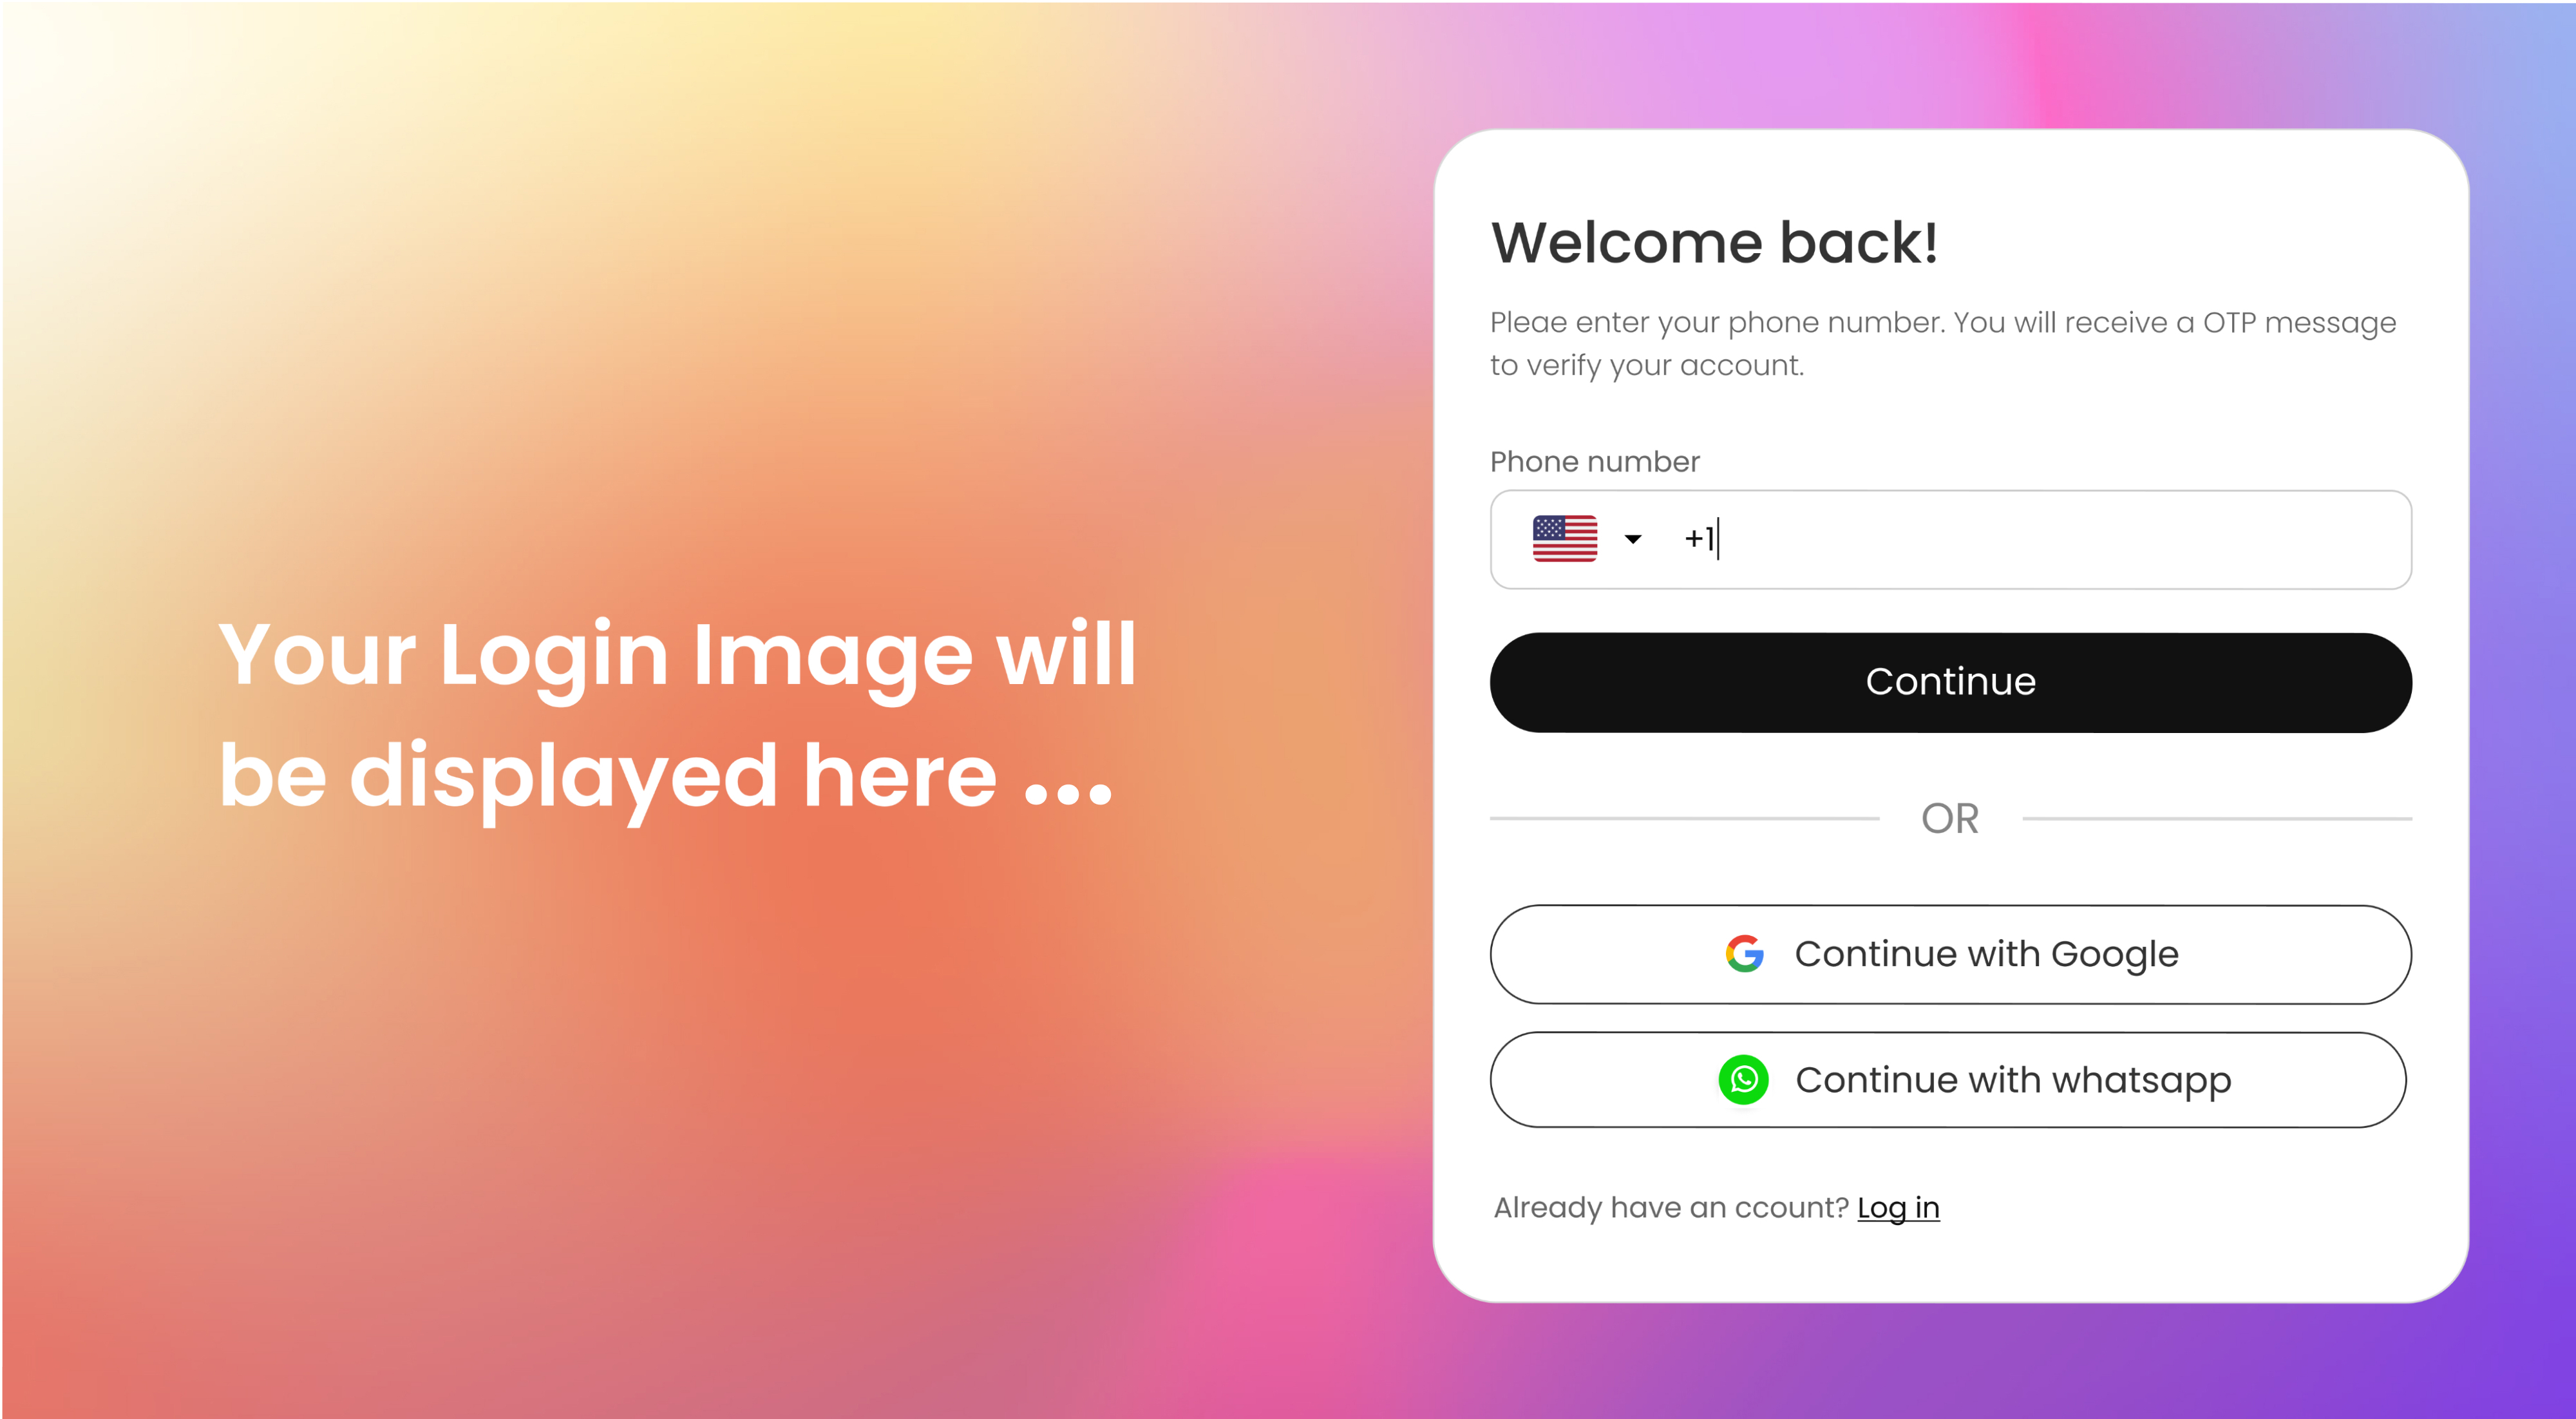 Your Login Image will
be displayed here ...
Welcome back!
Pleae enter your phone number. You will receive a OTP message
to verify your account.
Phone number
+1
Continue
OR
Continue with Google
Continue with whatsapp
Already have an ccount? Log in